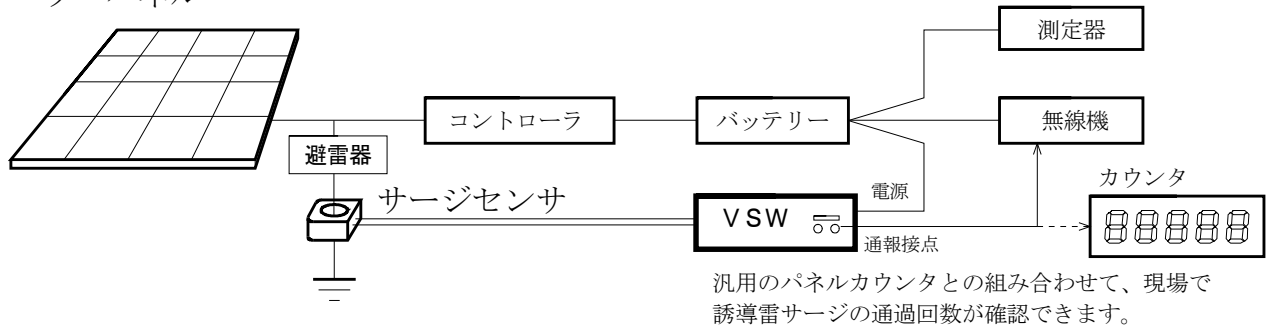 測定器
コントローラ
バッテリー
無線機
避雷器
カウンタ
サージセンサ
電源
VSW
88888
通報接点
汎用のパネルカウンタとの組み合わせて、現場で
誘導雷サージの通過回数が確認できます。